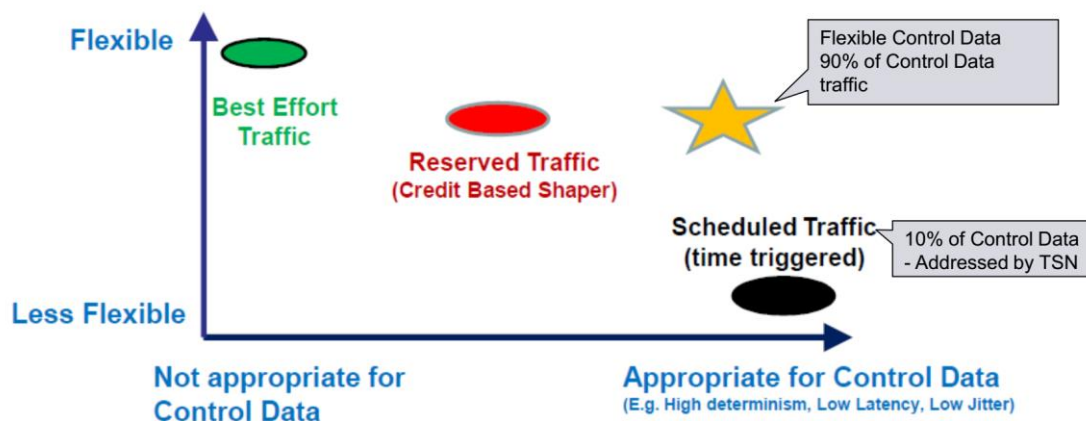 Flexible
Best Effort
Traffic
Reserved Traffic
(Credit Based Shaper)
Flexible Control Data
90% of Control Data
traffic
Scheduled Traffic
(time triggered)
10% of Control Data
- Addressed by TSN
Less Flexible
Not appropriate for
Control Data
Appropriate for Control Data
(E.g. High determinism, Low Latency, Low Jitter)